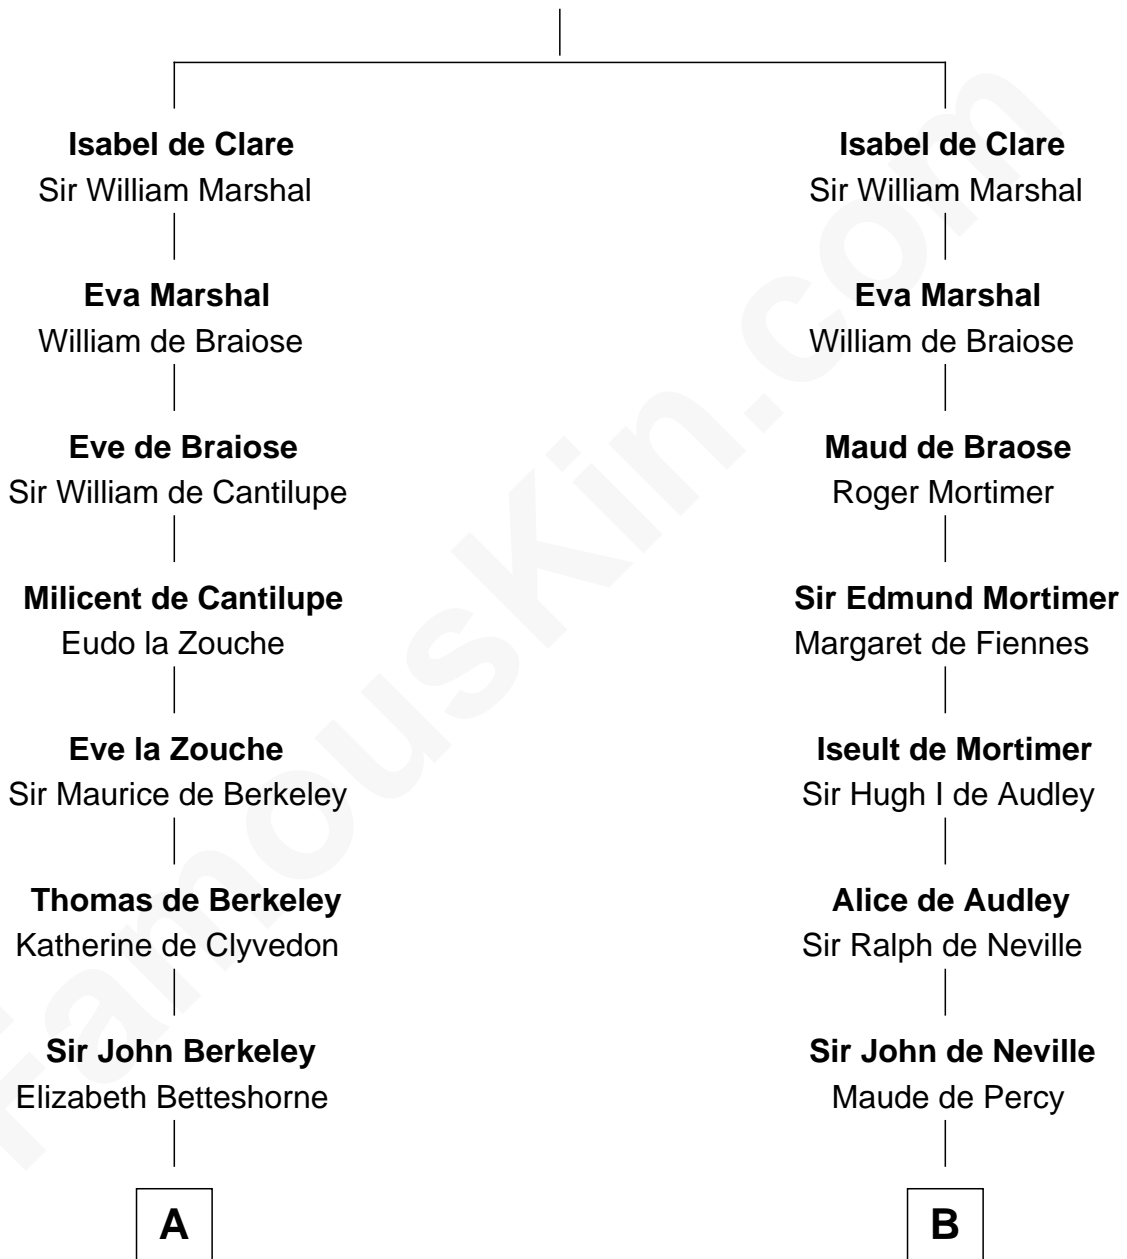 Isabel de Clare
Sir William Marshal
Eva Marshal
William de Braiose
Eve de Braiose
Sir William de Cantilupe
Milicent de Cantilupe
Eudo la Zouche
Eve la Zouche
Sir Maurice de Berkeley
Thomas de Berkeley
Katherine de Clyvedon
Sir John Berkeley
Elizabeth Betteshorne
A
Isabel de Clare
Sir William Marshal
Eva Marshal
William de Braiose
Maud de Braose
Roger Mortimer
Sir Edmund Mortimer
Margaret de Fiennes
Iseult de Mortimer
Sir Hugh I de Audley
Alice de Audley
Sir Ralph de Neville
Sir John de Neville
Maude de Percy
B
FamousKin.com